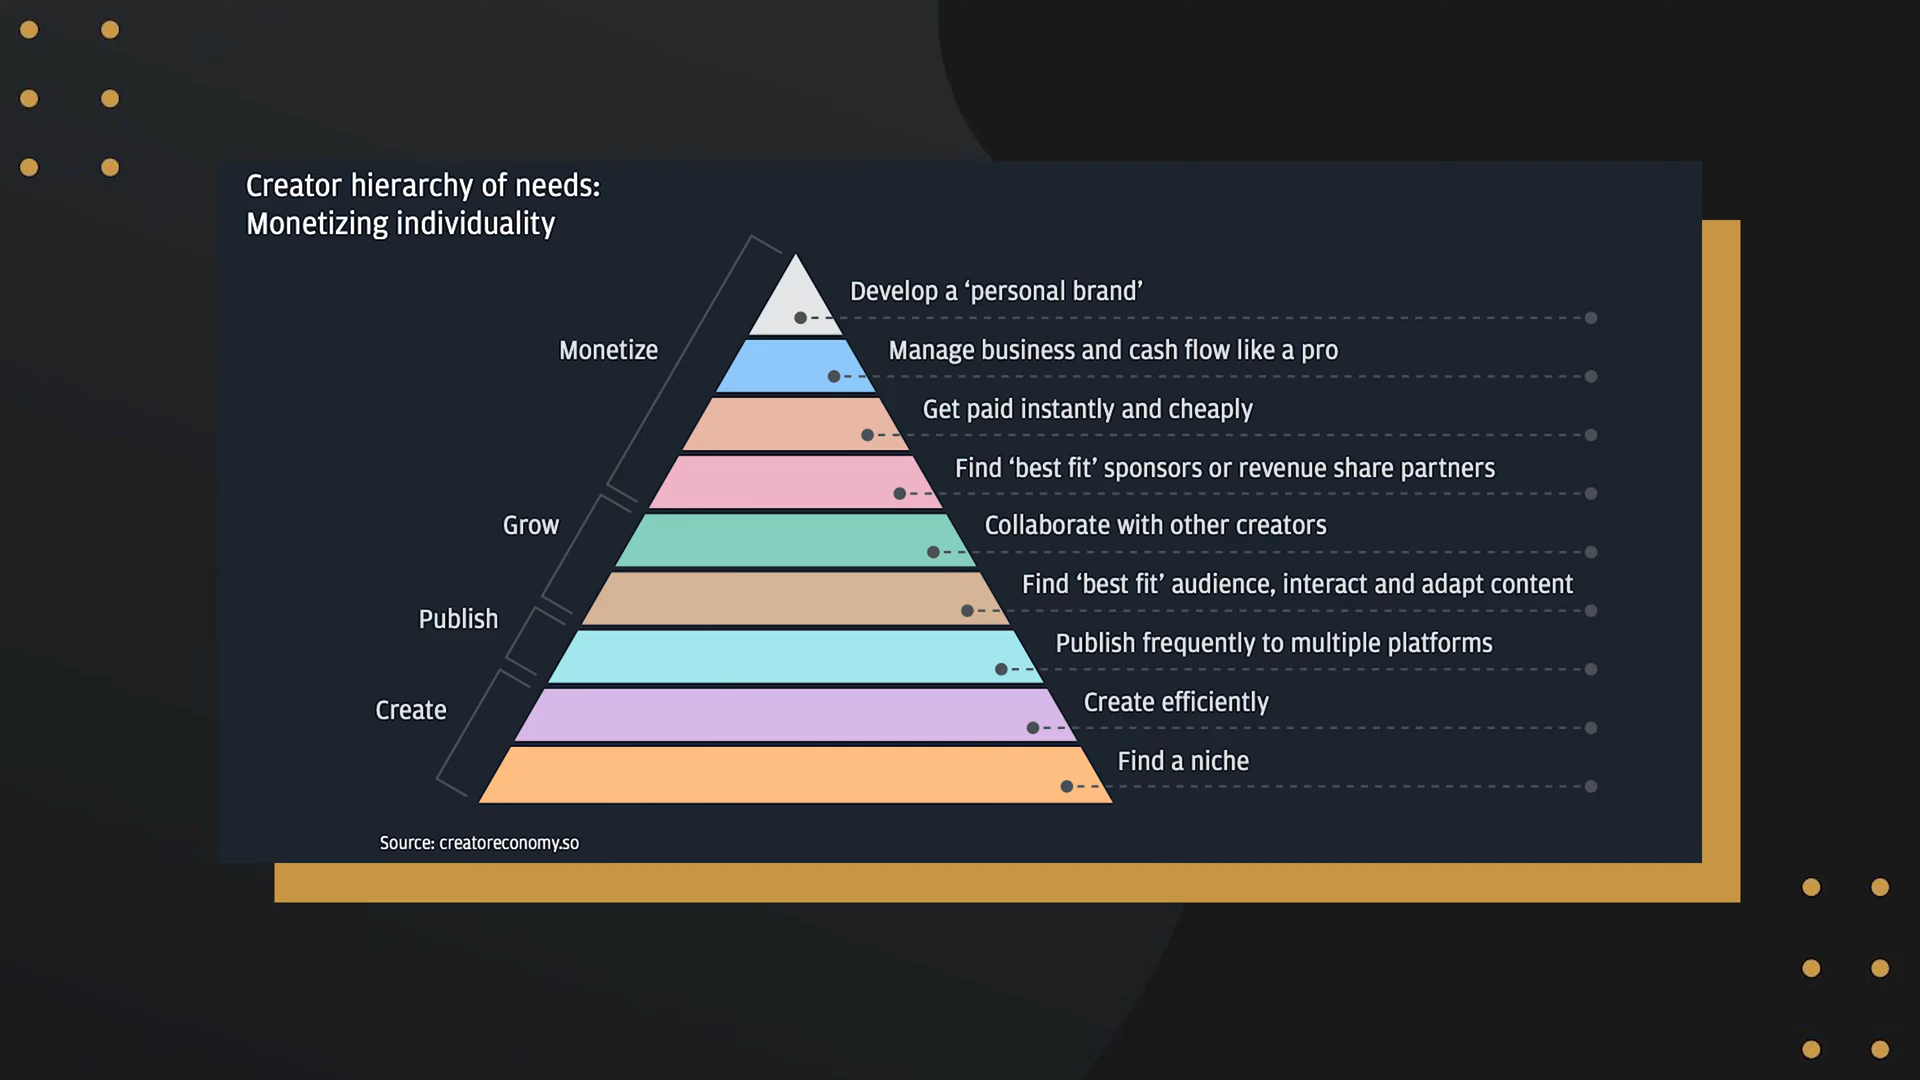 Creator hierarchy of needs:
Monetizing individuality
Develop a ‘personal brand’
Monetize
Manage business and cash flow like a pro
Get paid instantly and cheaply
Find ‘best fit’ sponsors or revenue share partners
Grow
Collaborate with other creators
Find ‘best fit’ audience, interact and adapt content
Publish
Publish frequently to multiple platforms
Create
Create efficiently
Find a niche
Source: creatoreconomy.so